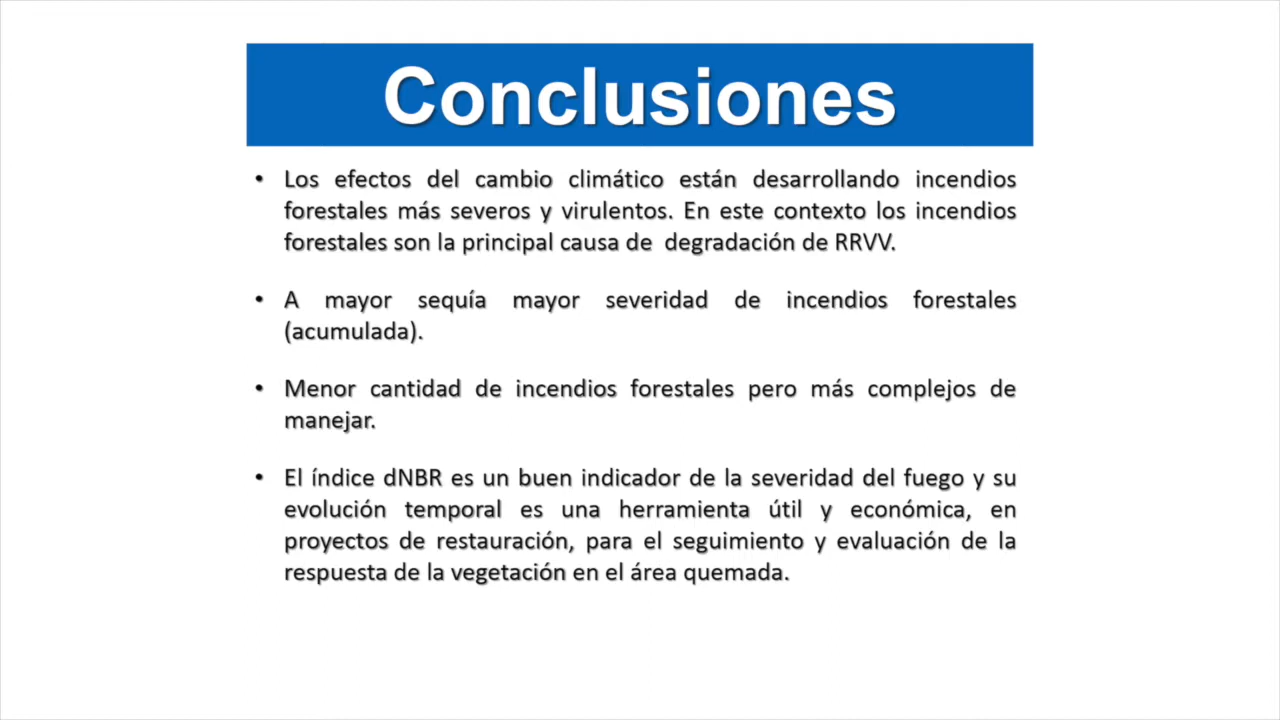 Conclusiones
• Los efectos del cambio climático están desarrollando incendios
forestales más severos y virulentos. En este contexto los incendios
forestales son la principal causa de degradación de RRVV.
• A mayor sequía mayor severidad de incendios forestales
(acumulada).
• Menor cantidad de incendios forestales pero más complejos de
manejar.
• El índice dNBR es un buen indicador de la severidad del fuego y su
evolución temporal es una herramienta útil y económica, en
proyectos de restauración, para el seguimiento y evaluación de la
respuesta de la vegetación en el área quemada.